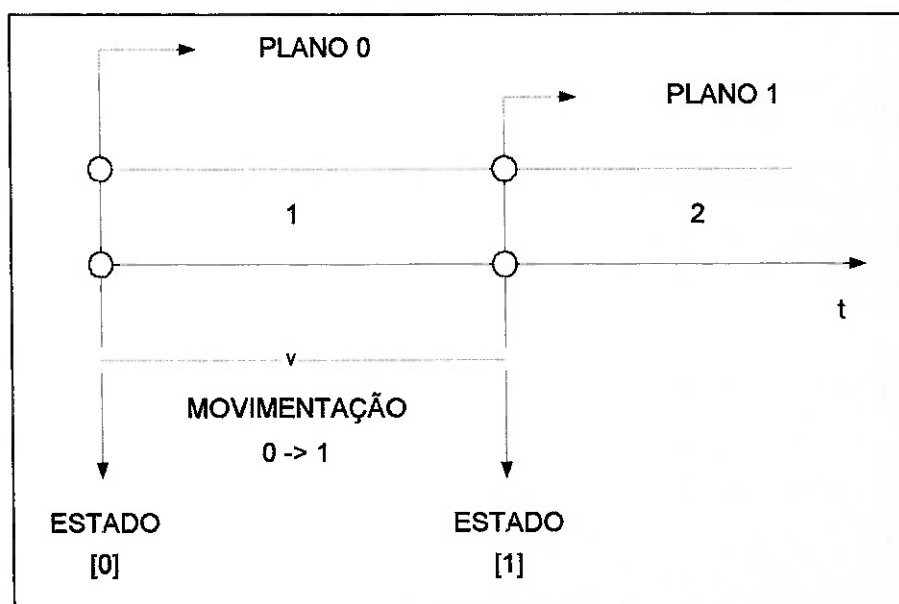 PLANO 0
PLANO 1
1
2
t
v
MOVIMENTAÇÃO
0 -> 1
ESTADO
[0]
ESTADO
[1]